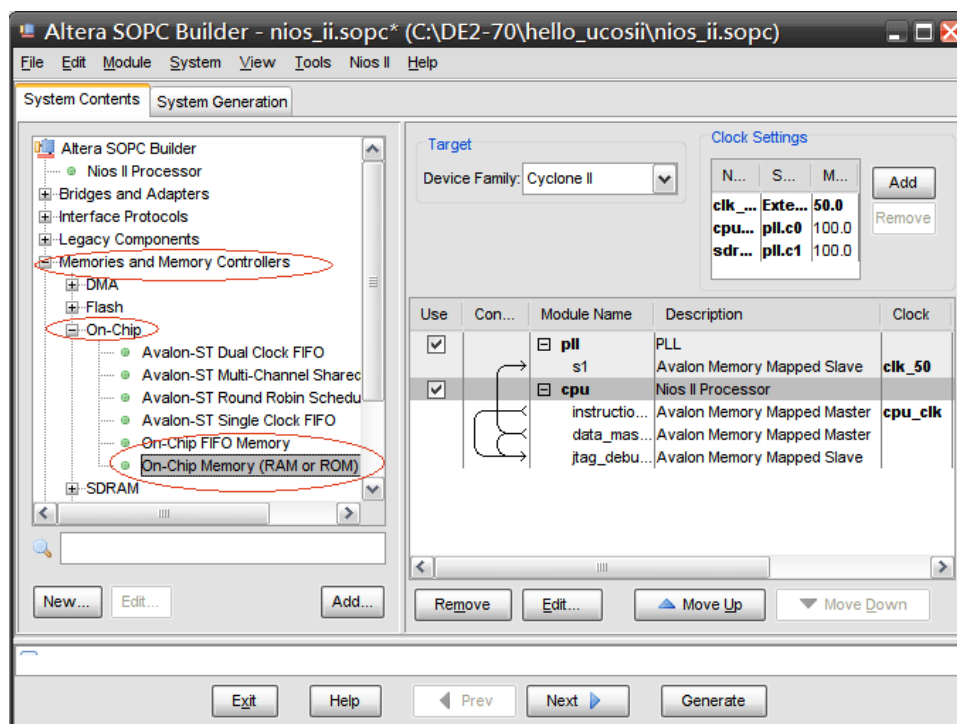 Altera SOPC Builder - nios_ii.sopc* (C:\DE2-70\hello_ucosii\nios_ii.sopc)
File Edit Module System View Tools Nios II Help
System Contents System Generation
Altera SOPC Builder
Nios II Processor
Bridges and Adapters
Interface Protocols
Legacy Components
Memories and Memory Controllers
DMA
Flash
On-Chip
Avalon-ST Dual Clock FIFO
Avalon-ST Multi-Channel Shared
Avalon-ST Round Robin Schedu
Avalon-ST Single Clock FIFO
On-Chip FIFO Memory
On-Chip Memory (RAM or ROM)
SDRAM
New... Edit... Add...
Target
Device Family: Cyclone II
Clock Settings
N... S... M...
clk_... Exte... 50.0
cpu... pll.c0 100.0
sdr... pll.c1 100.0
Add
Remove
Use Con... Module Name Description Clock
pll PLL
s1 Avalon Memory Mapped Slave clk_50
cpu Nios II Processor
instructio... Avalon Memory Mapped Master cpu_clk
data_mas... Avalon Memory Mapped Master
jtag_debu... Avalon Memory Mapped Slave
Remove Edit... Move Up Move Down
Exit Help Prev Next Generate